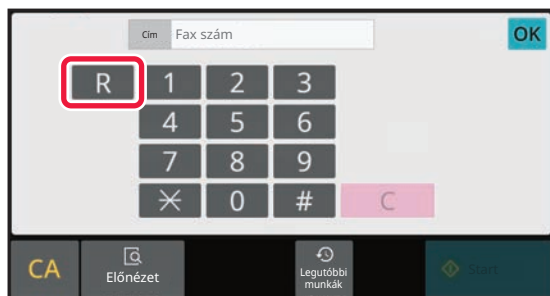 Cím Fax szám OK
R 1 2 3
4 5 6
7 8 9
* 0 # C
CA Előnézet Legutóbbi Start
munkák